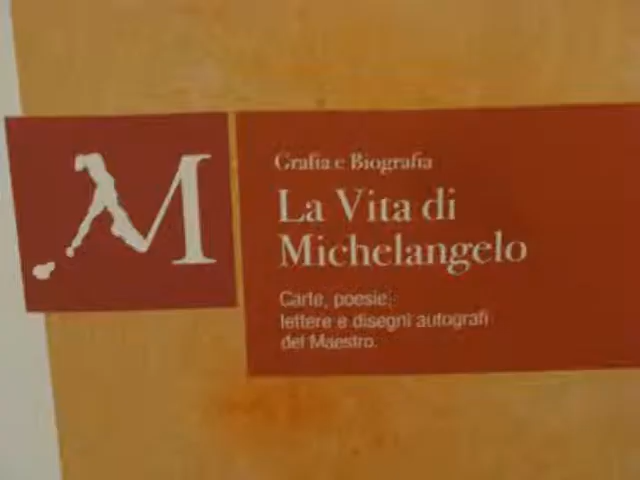 M
Grafia e Biografia
La Vita di
Michelangelo
Carte, poesie,
lettere e disegni autografi
del Maestro.